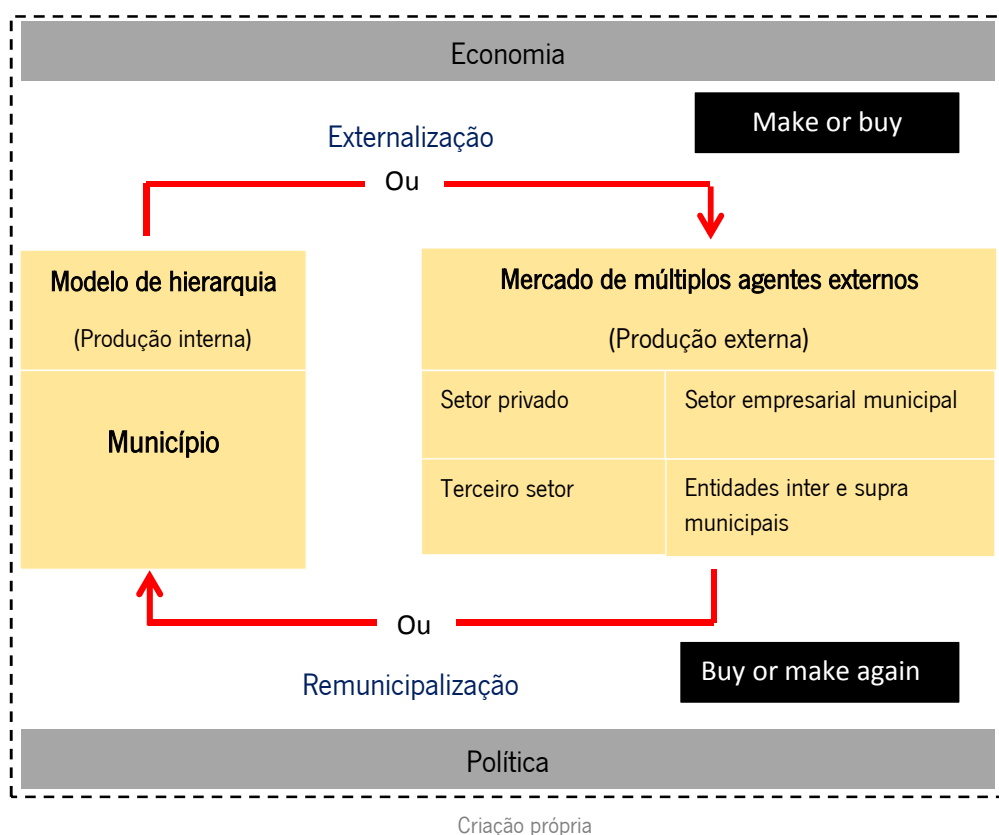 Economia
Make or buy
Externalização
Ou
Modelo de hierarquia
(Produção interna)
Município
Mercado de múltiplos agentes externos
(Produção externa)
Setor privado
Setor empresarial municipal
Terceiro setor
Entidades inter e supra
municipais
Ou
Buy or make again
Remunicipalização
Política
Criação própria